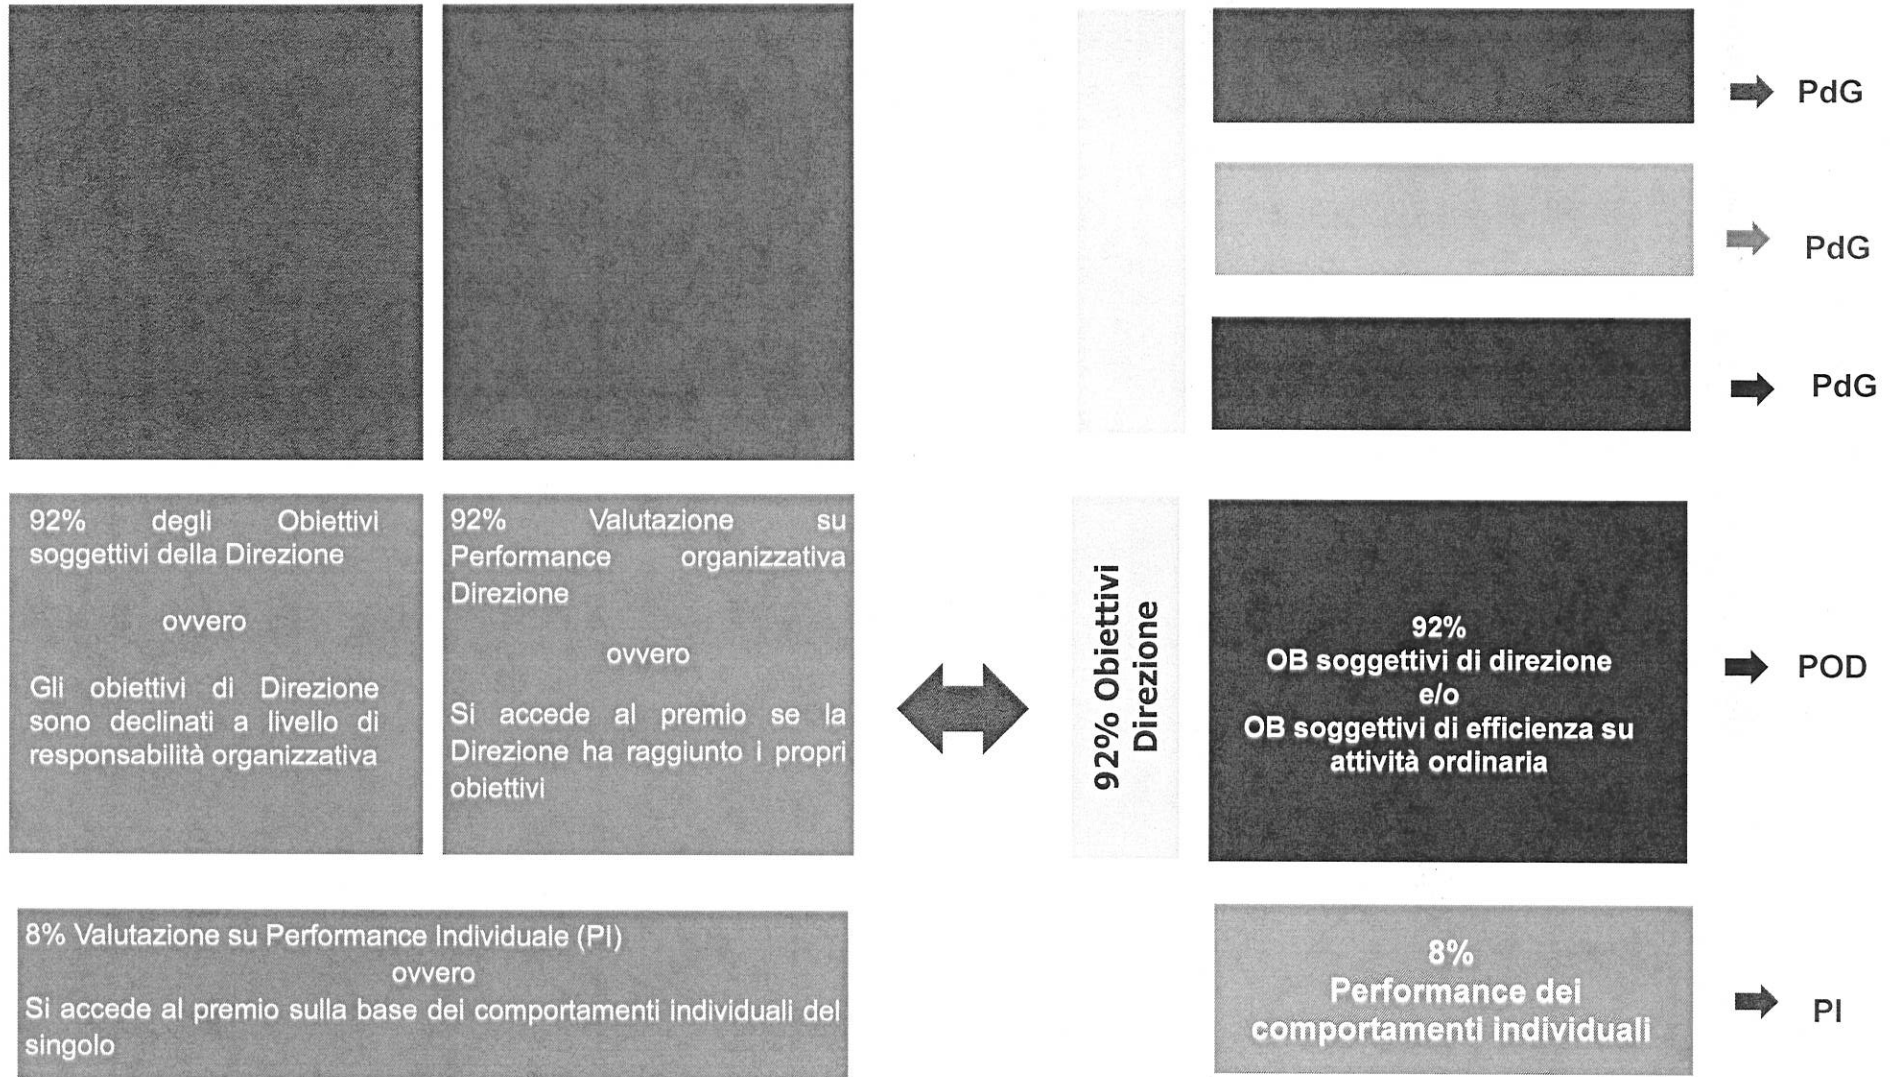 PdG
PdG
PdG
92% degli Obiettivi
soggettivi della Direzione
ovvero
Gli obiettivi di Direzione
sono declinati a livello di
responsabilità organizzativa
92% Valutazione su
Performance organizzativa
Direzione
ovvero
Si accede al premio se la
Direzione ha raggiunto i propri
obiettivi
92% Obiettivi
Direzione
92%
OB soggettivi di direzione
e/o
OB soggettivi di efficienza su
attività ordinaria
POD
8% Valutazione su Performance Individuale (PI)
ovvero
Si accede al premio sulla base dei comportamenti individuali del
singolo
8%
Performance dei
comportamenti individuali
PI